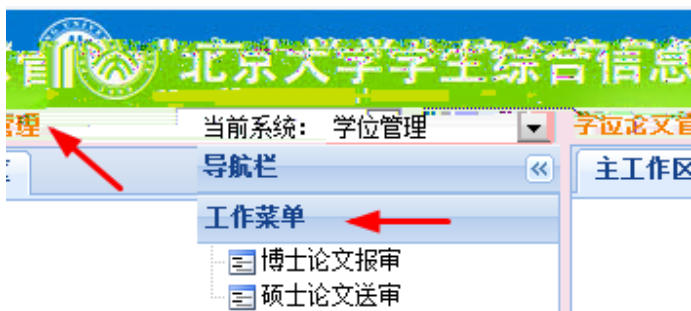 北京大学学生综合信息
管理
当前系统： 学位管理
学位论文管
导航栏
主工作区
工作菜单
博士论文报审
硕士论文送审